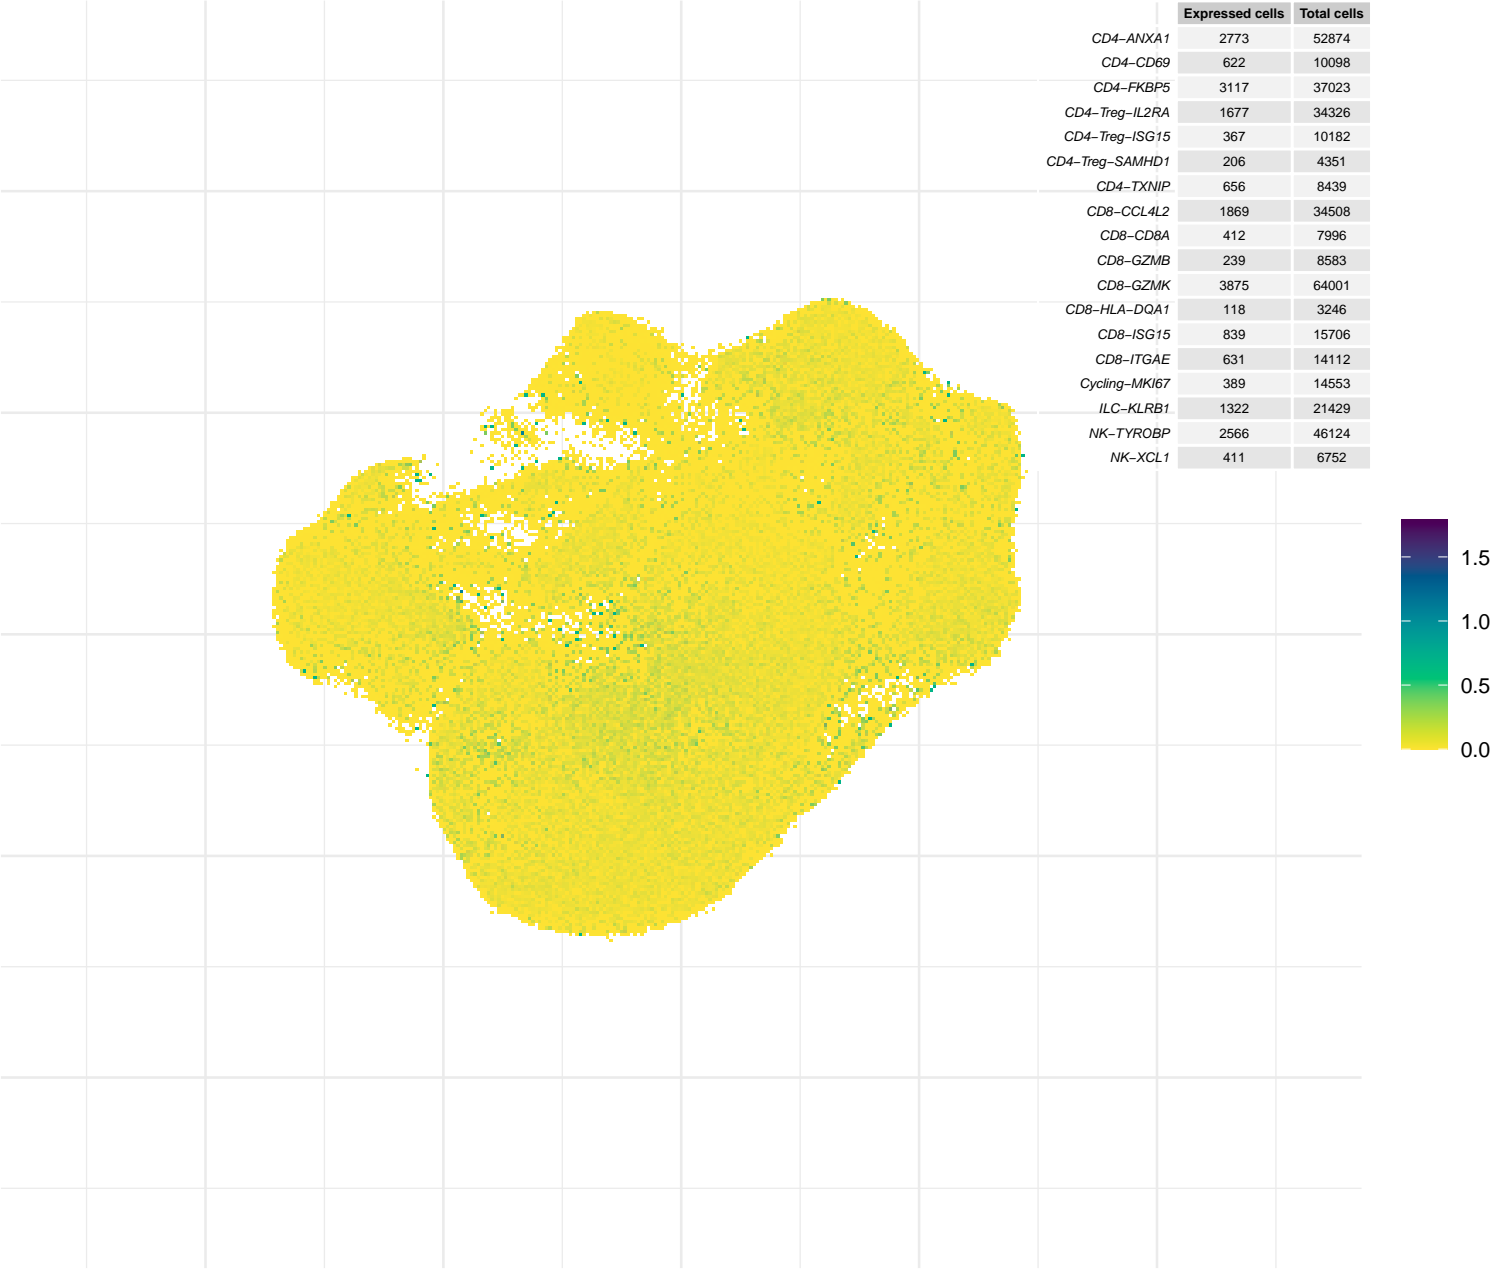 Expressed cells Total cells
CD4−ANXA1 2773 52874
CD4−CD69 622 10098
CD4−FKBP5 3117 37023
CD4−Treg−IL2RA 1677 34326
CD4−Treg−ISG15 367 10182
CD4−Treg−SAMHD1 206 4351
CD4−TXNIP 656 8439
CD8−CCL4L2 1869 34508
CD8−CD8A 412 7996
CD8−GZMB 239 8583
CD8−GZMK 3875 64001
CD8−HLA−DQA1 118 3246
CD8−ISG15 839 15706
CD8−ITGAE 631 14112
Cycling−MKI67 389 14553
ILC−KLRB1 1322 21429
NK−TYROBP 2566 46124
NK−XCL1 411 6752
1.5
1.0
0.5
0.0